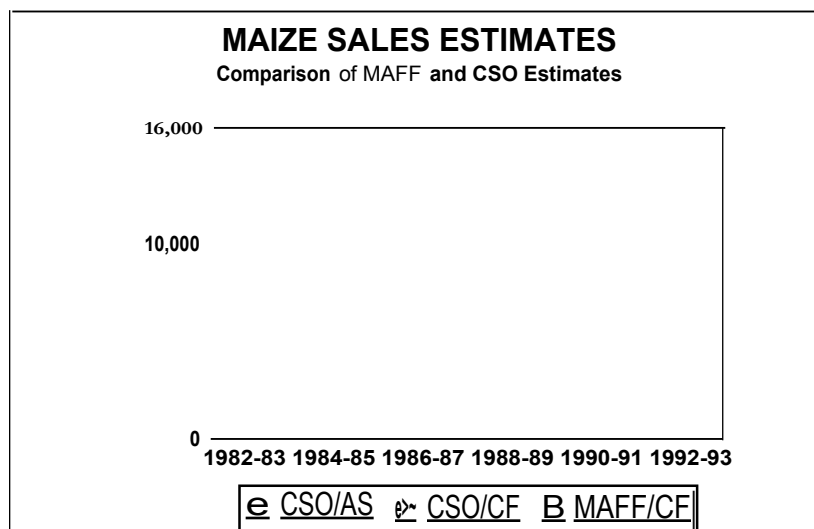 MAIZE SALES ESTIMATES
Comparison of MAFF and CSO Estimates
16,000
10,000
0
1982-83 1984-85 1986-87 1988-89 1990-91 1992-93
e CSO/AS e>~ CSO/CF B MAFF/CF